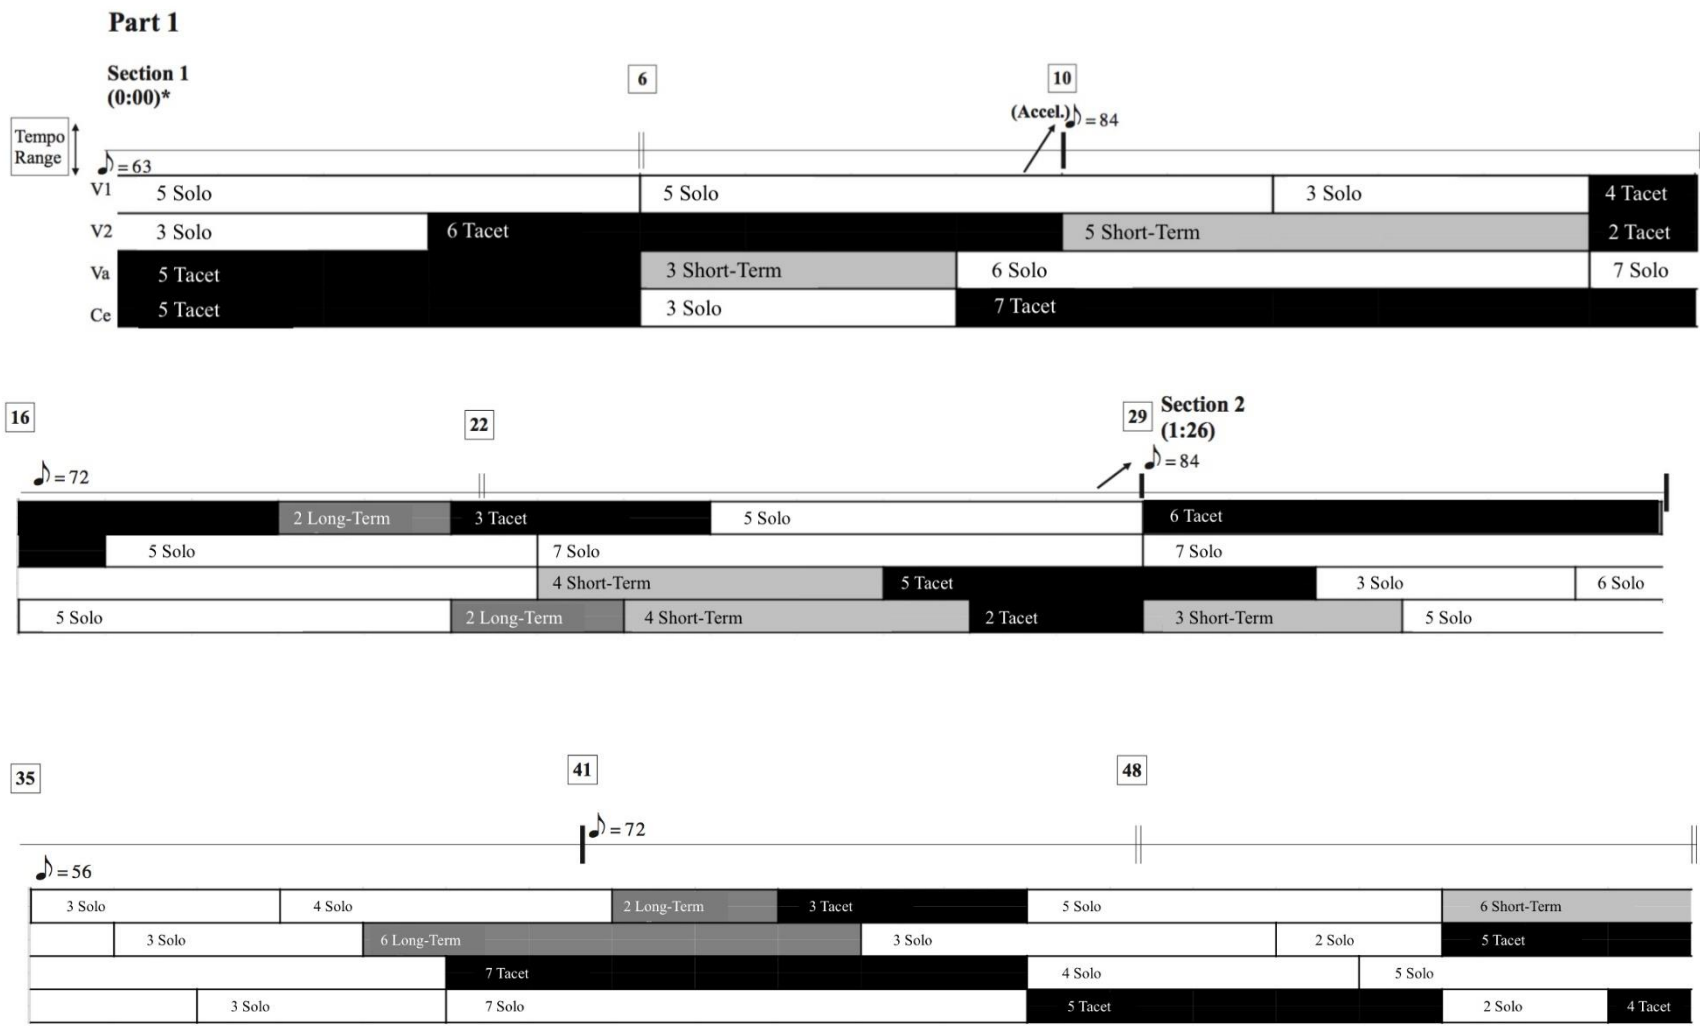 Part 1
Section 1
(0:00)*
6
10
(Accel.) ♪= 84
Tempo
Range
♪= 63
V1 5 Solo 5 Solo 3 Solo 4 Tacet
V2 3 Solo 6 Tacet 5 Short-Term 2 Tacet
Va 5 Tacet 3 Short-Term 6 Solo 7 Solo
Ce 5 Tacet 3 Solo 7 Tacet
16
22
29 Section 2
(1:26)
♪= 72
♪= 84
2 Long-Term 3 Tacet 5 Solo 6 Tacet
5 Solo 7 Solo 7 Solo
4 Short-Term 5 Tacet 3 Solo 6 Solo
5 Solo 2 Long-Term 4 Short-Term 2 Tacet 3 Short-Term 5 Solo
35
41
48
♪= 72
♪= 56
3 Solo 4 Solo 2 Long-Term 3 Tacet 5 Solo 6 Short-Term
3 Solo 6 Long-Term 3 Solo 2 Solo 5 Tacet
7 Tacet 4 Solo 5 Solo
3 Solo 7 Solo 5 Tacet 2 Solo 4 Tacet